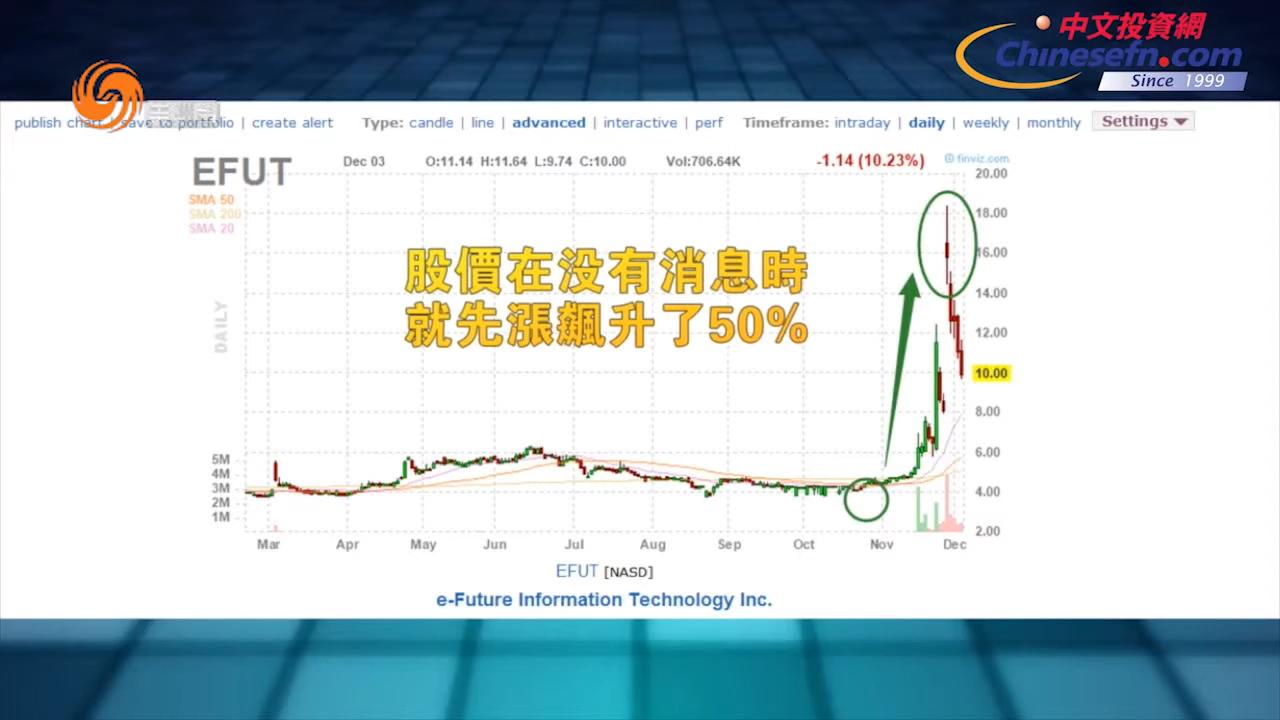 中文投資網
Chinesefn.com
Since 1999
publish chart | save to portfolio | create alert Type: candle | line | advanced | interactive | perf Timeframe: intraday | daily | weekly | monthly Settings
EFUT Dec 03 O:11.14 H:11.64 L:9.74 C:10.00 Vol:706.64K -1.14 (10.23%) © finviz.com
SMA 50
SMA 200
SMA 20
20.00
18.00
16.00
14.00
12.00
10.00
8.00
6.00
4.00
2.00
股價在没有消息時
就先漲飆升了50%
DAILY
5M
4M
3M
2M
1M
Mar Apr May Jun Jul Aug Sep Oct Nov Dec
EFUT [NASD]
e-Future Information Technology Inc.